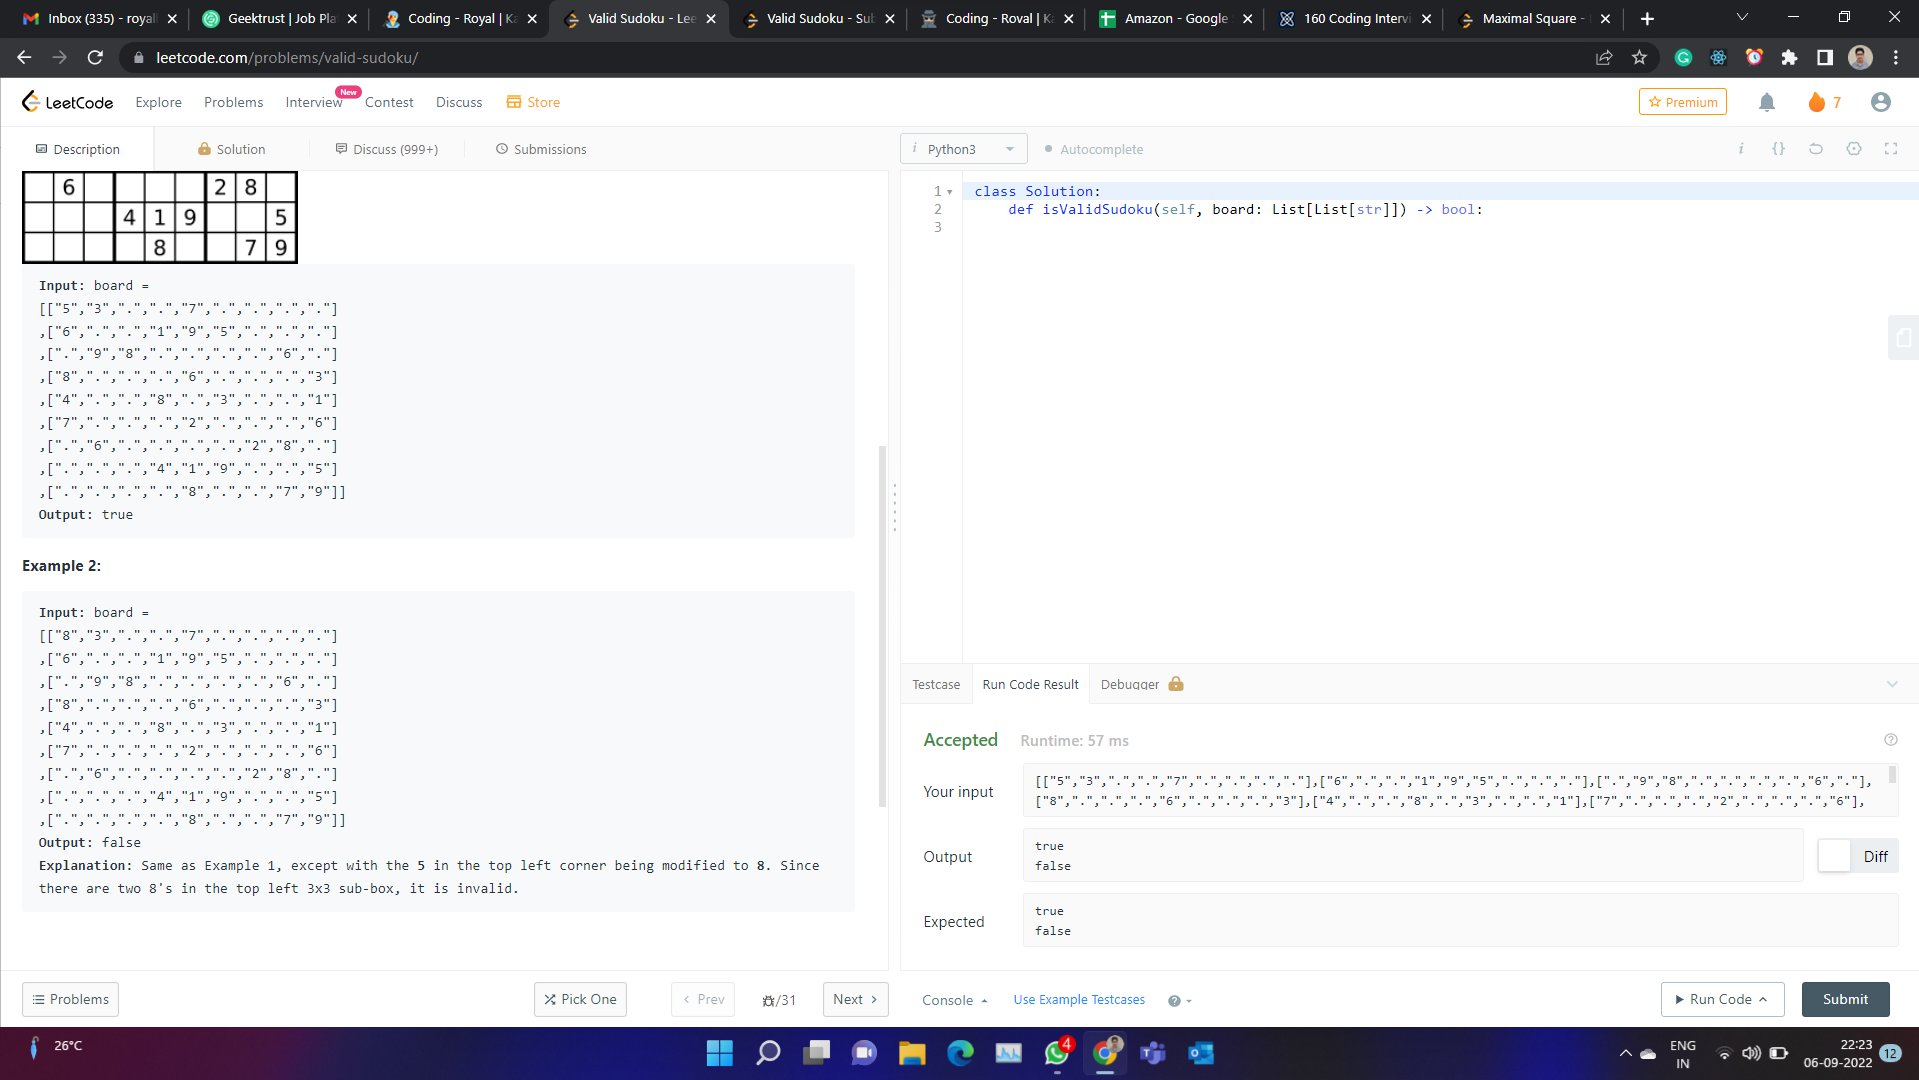 Inbox (335) - royall
Geektrust | Job Pla
Coding - Royal | Ka
Valid Sudoku - Lee
Valid Sudoku - Sub
Coding - Royal | Ka
Amazon - Google
160 Coding Intervi
Maximal Square -
leetcode.com/problems/valid-sudoku/
LeetCode Explore Problems Interview New Contest Discuss Store Premium 7
Description Solution Discuss (999+) Submissions
i Python3 Autocomplete i {}
6 2 8
4 1 9 5
8 7 9
1 class Solution:
2 def isValidSudoku(self, board: List[List[str]]) -> bool:
3
Input: board =
[["5","3",".",".","7",".",".",".","."]
,["6",".",".","1","9","5",".",".","."]
,[".","9","8",".",".",".",".","6","."]
,["8",".",".",".","6",".",".",".","3"]
,["4",".",".","8",".","3",".",".","1"]
,["7",".",".",".","2",".",".",".","6"]
,[".","6",".",".",".",".","2","8","."]
,[".",".",".","4","1","9",".",".","5"]
,[".",".",".",".","8",".",".","7","9"]]
Output: true
Example 2:
Input: board =
[["8","3",".",".","7",".",".",".","."]
,["6",".",".","1","9","5",".",".","."]
,[".","9","8",".",".",".",".","6","."]
,["8",".",".",".","6",".",".",".","3"]
,["4",".",".","8",".","3",".",".","1"]
,["7",".",".",".","2",".",".",".","6"]
,[".","6",".",".",".",".","2","8","."]
,[".",".",".","4","1","9",".",".","5"]
,[".",".",".",".","8",".",".","7","9"]]
Output: false
Explanation: Same as Example 1, except with the 5 in the top left corner being modified to 8. Since
there are two 8's in the top left 3x3 sub-box, it is invalid.
Testcase Run Code Result Debugger
Accepted Runtime: 57 ms
Your input
[["5","3",".",".","7",".",".",".","."],["6",".",".","1","9","5",".",".","."],[".","9","8",".",".",".",".","6","."],
["8",".",".",".","6",".",".",".","3"],["4",".",".","8",".","3",".",".","1"],["7",".",".",".","2",".",".",".","6"],
Output
true
false
Diff
Expected
true
false
Problems Pick One Prev /31 Next Console Use Example Testcases Run Code Submit
26°C
4
ENG
IN
22:23
06-09-2022
12